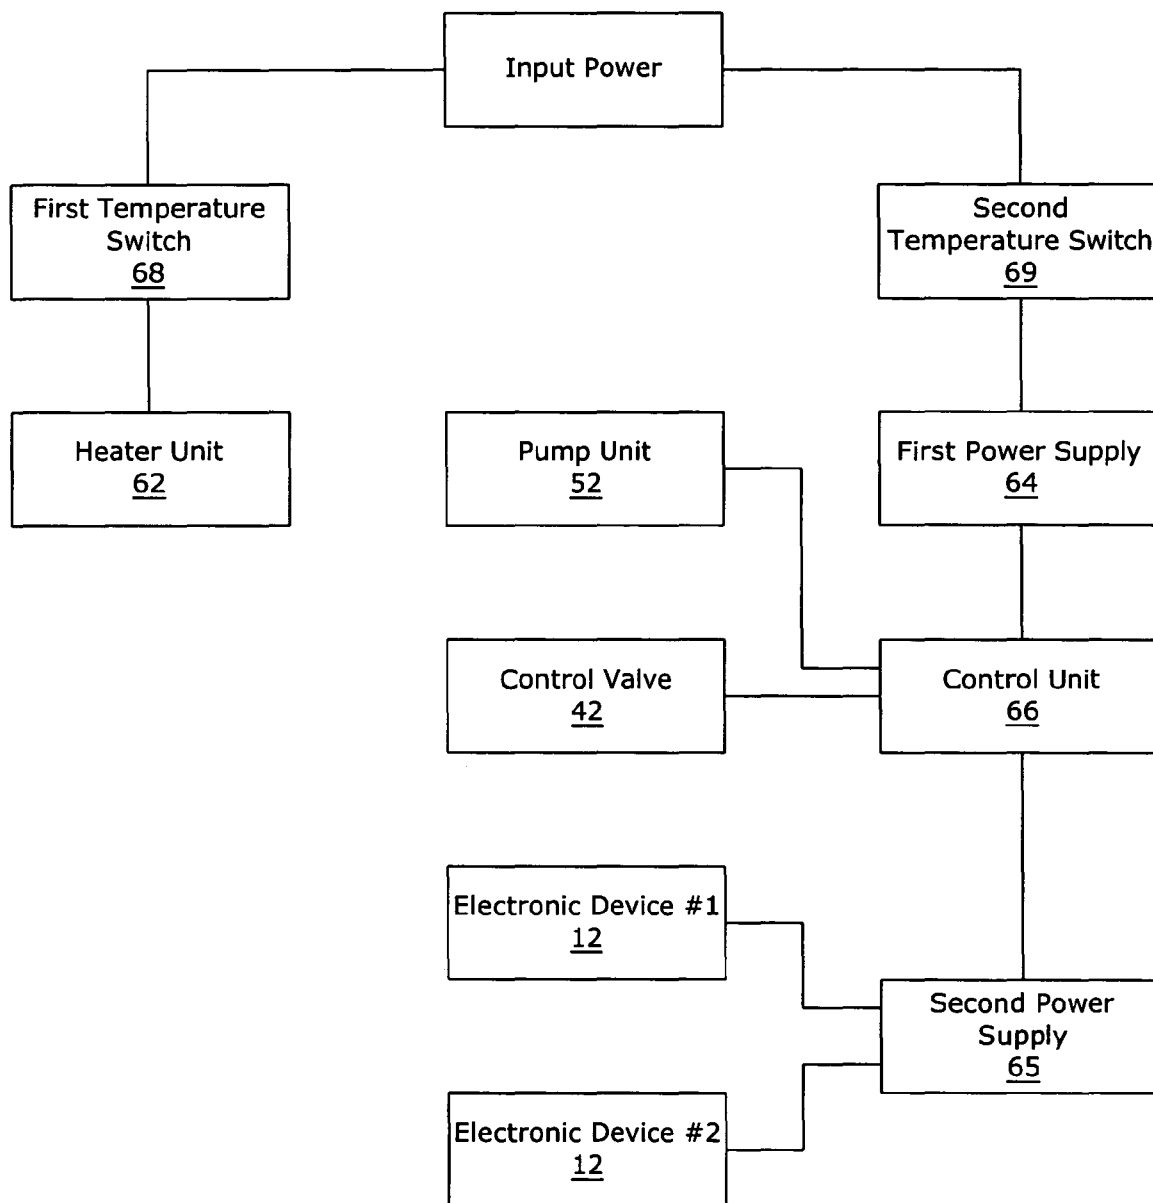 Input Power
First Temperature
Switch
68
Second
Temperature Switch
69
Heater Unit
62
Pump Unit
52
First Power Supply
64
Control Valve
42
Control Unit
66
Electronic Device #1
12
Second Power
Supply
65
Electronic Device #2
12